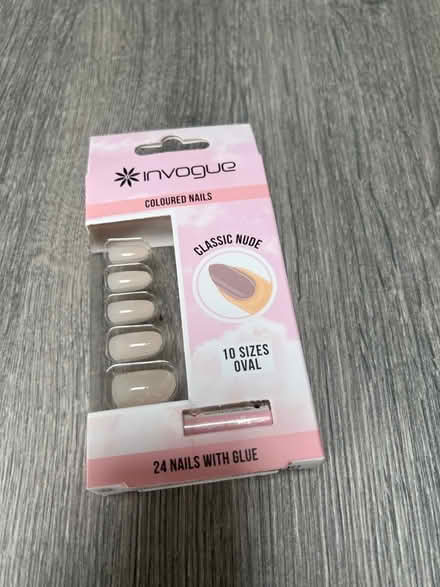 invogue
COLOURED NAILS
CLASSIC NUDE
10 SIZES
OVAL
24 NAILS WITH GLUE